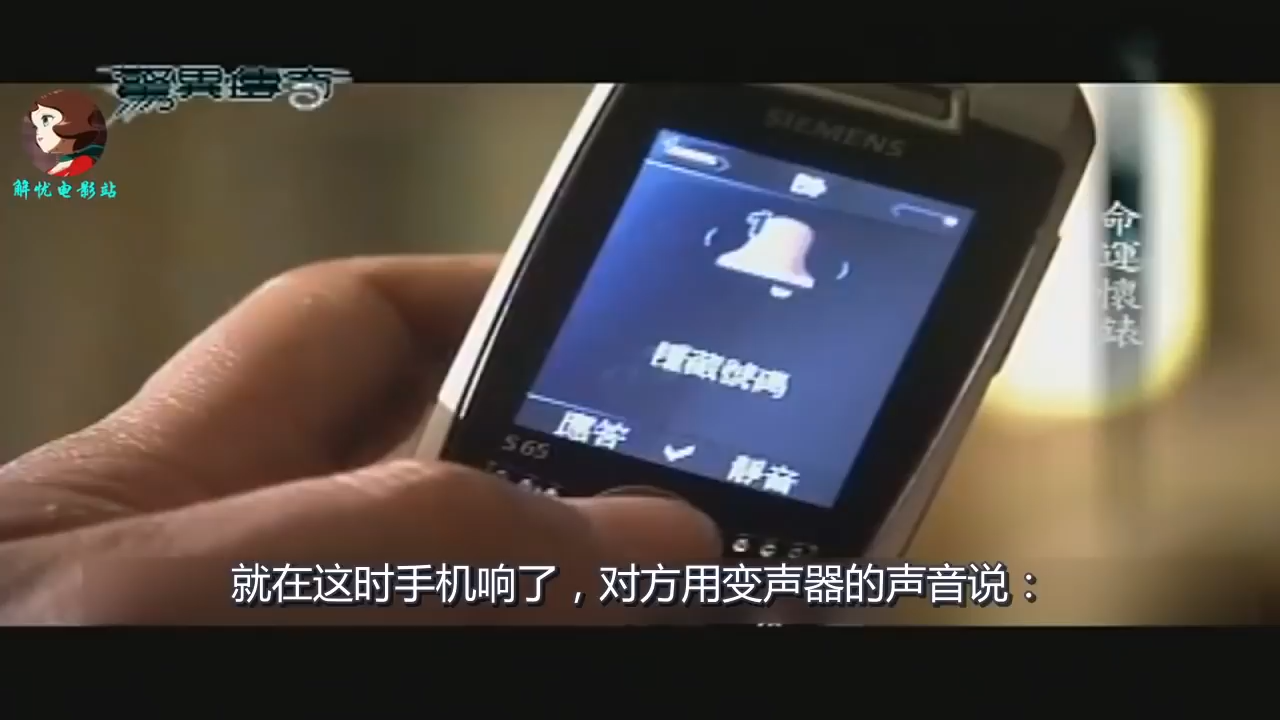 驚異傳奇
解忧电影站
命運懷錶
SIEMENS
隱藏號碼
應答
靜音
S65
就在这时手机响了，对方用变声器的声音说：